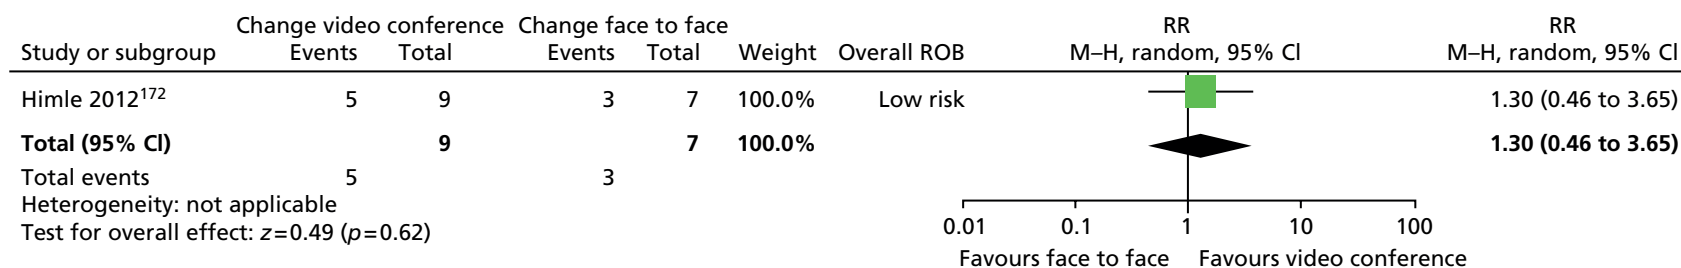 Change video conference Change face to face RR RR
Study or subgroup Events Total Events Total Weight Overall ROB M–H, random, 95% CI M–H, random, 95% CI
Himle 2012172 5 9 3 7 100.0% Low risk 1.30 (0.46 to 3.65)
Total (95% CI) 9 7 100.0% 1.30 (0.46 to 3.65)
Total events 5 3
Heterogeneity: not applicable
Test for overall effect: z=0.49 (p=0.62)
0.01 0.1 1 10 100
Favours face to face Favours video conference